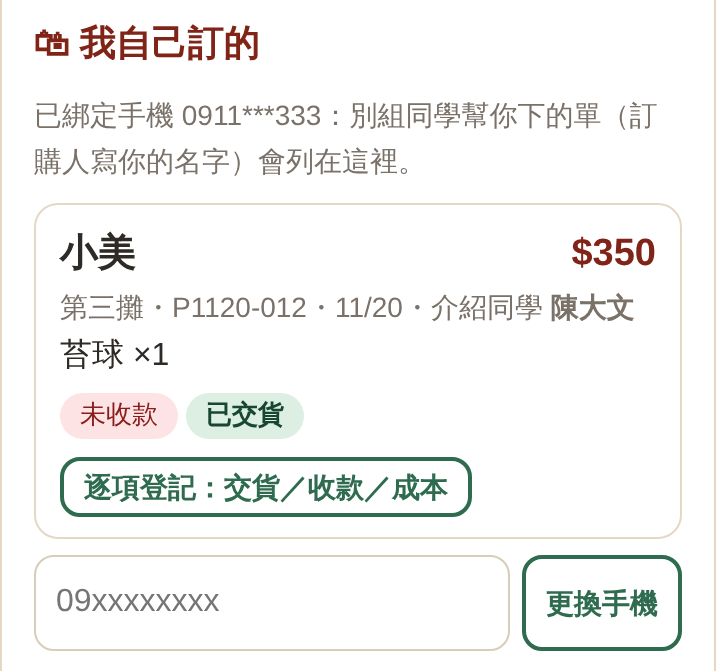 🛍 我自己訂的
已綁定手機 0911***333：別組同學幫你下的單（訂
購人寫你的名字）會列在這裡。
小美 $350
第三攤・P1120-012・11/20・介紹同學 陳大文
苔球 ×1
未收款 已交貨
逐項登記：交貨／收款／成本
09xxxxxxxx 更換手機